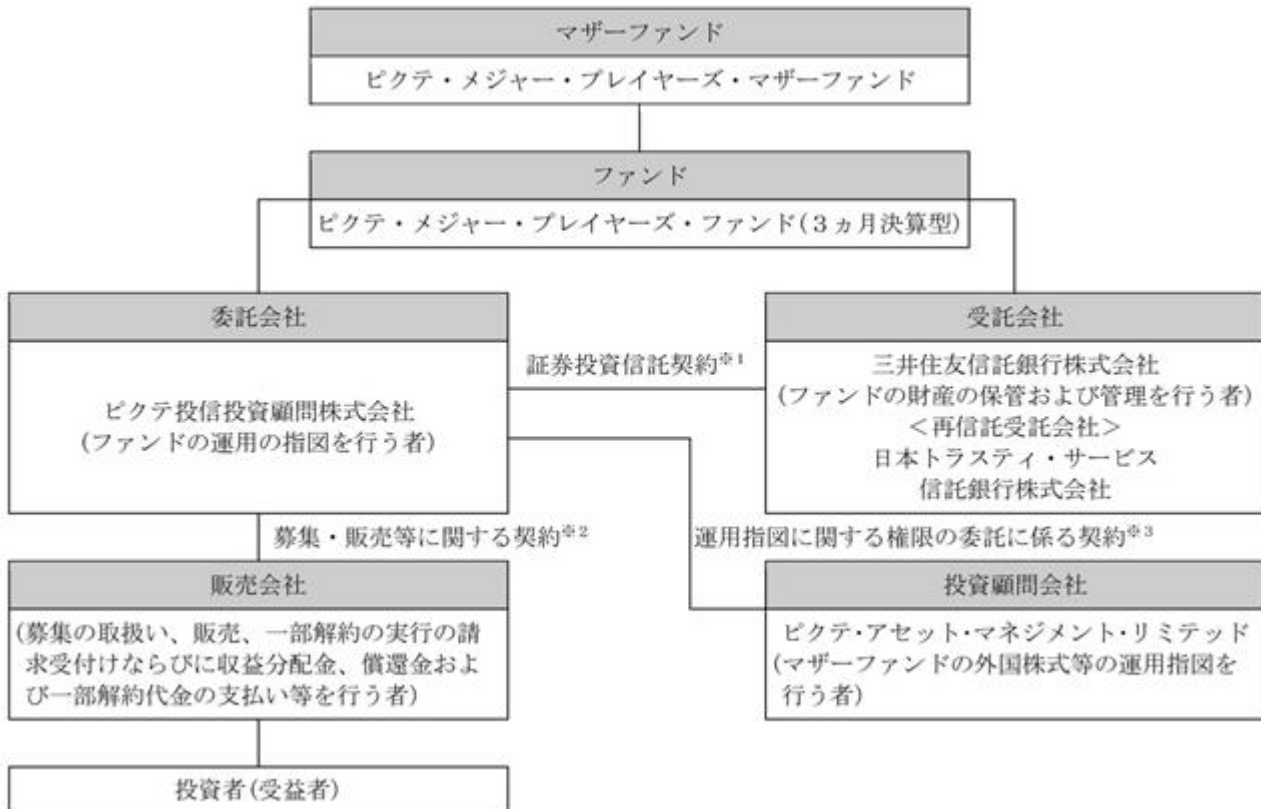 マザーファンド
ピクテ・メジャー・プレイヤーズ・マザーファンド
ファンド
ピクテ・メジャー・プレイヤーズ・ファンド(3ヵ月決算型)
委託会社
ピクテ投信投資顧問株式会社
(ファンドの運用の指図を行う者)
証券投資信託契約※1
受託会社
三井住友信託銀行株式会社
(ファンドの財産の保管および管理を行う者)
＜再信託受託会社＞
日本トラスティ・サービス
信託銀行株式会社
募集・販売等に関する契約※2
運用指図に関する権限の委託に係る契約※3
販売会社
(募集の取扱い、販売、一部解約の実行の請
求受付けならびに収益分配金、償還金およ
び一部解約代金の支払い等を行う者)
投資顧問会社
ピクテ・アセット・マネジメント・リミテッド
(マザーファンドの外国株式等の運用指図を
行う者)
投資者(受益者)